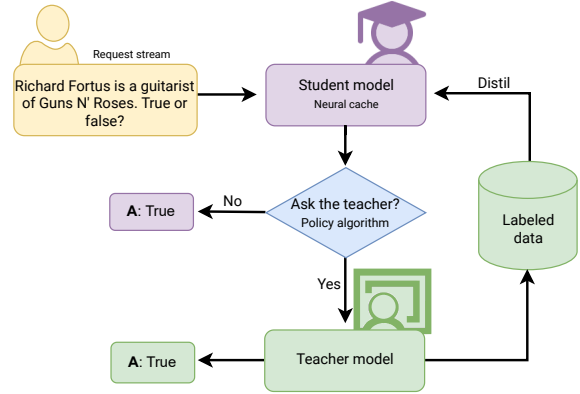 Request stream
Richard Fortus is a guitarist
of Guns N' Roses. True or
false?
Student model
Neural cache
Distil
Ask the teacher?
Policy algorithm
No
A: True
Labeled
data
Yes
Teacher model
A: True